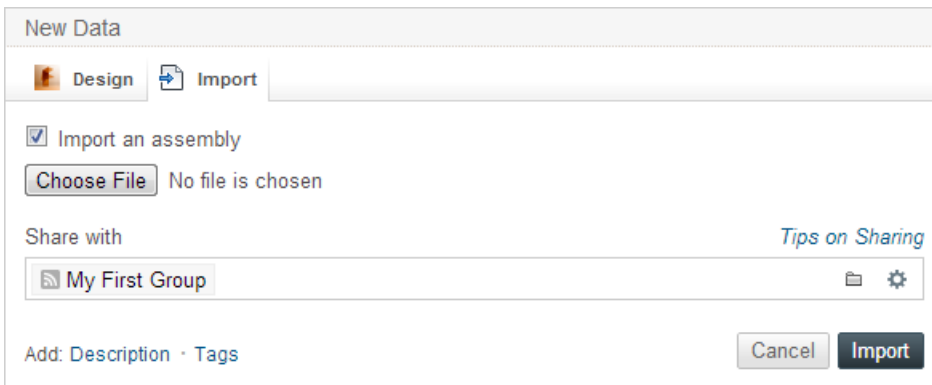 New Data
Design Import
Import an assembly
Choose File No file is chosen
Share with Tips on Sharing
My First Group
Add: Description · Tags Cancel Import